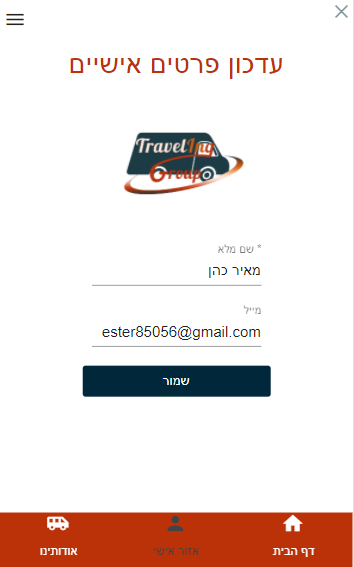 עדכון פרטים אישיים
TravelIng
Group
שם מלא *
מאיר כהן
מייל
ester85056@gmail.com
שמור
דף הבית
אזור אישי
אודותינו